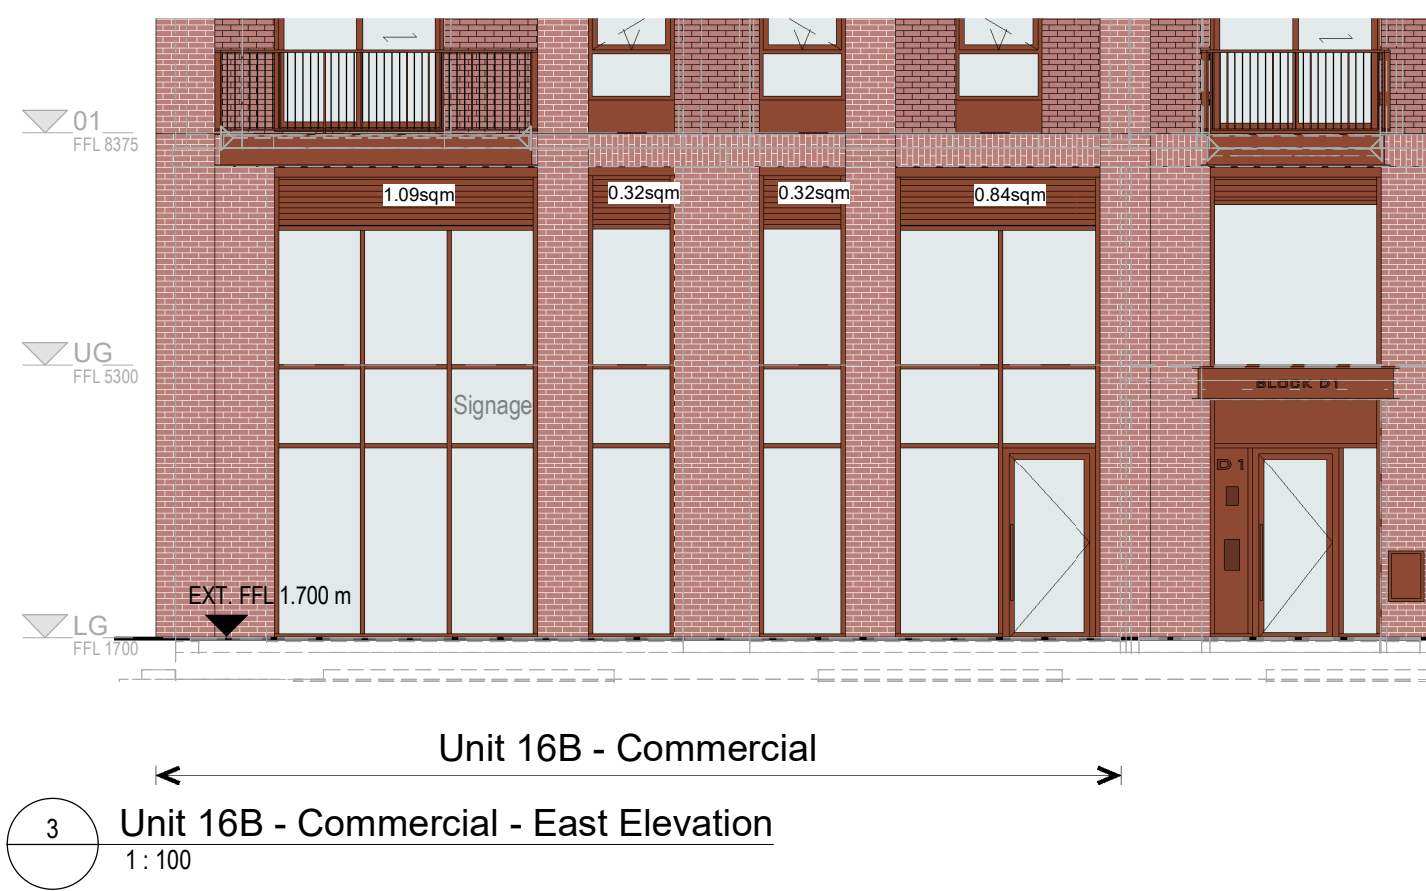 01
FFL 8375
1.09sqm
0.32sqm
0.32sqm
0.84sqm
UG
FFL 5300
BLOCK D1
Signage
D 1
EXT. FFL 1.700 m
LG
FFL 1700
Unit 16B - Commercial
3
Unit 16B - Commercial - East Elevation
1 : 100